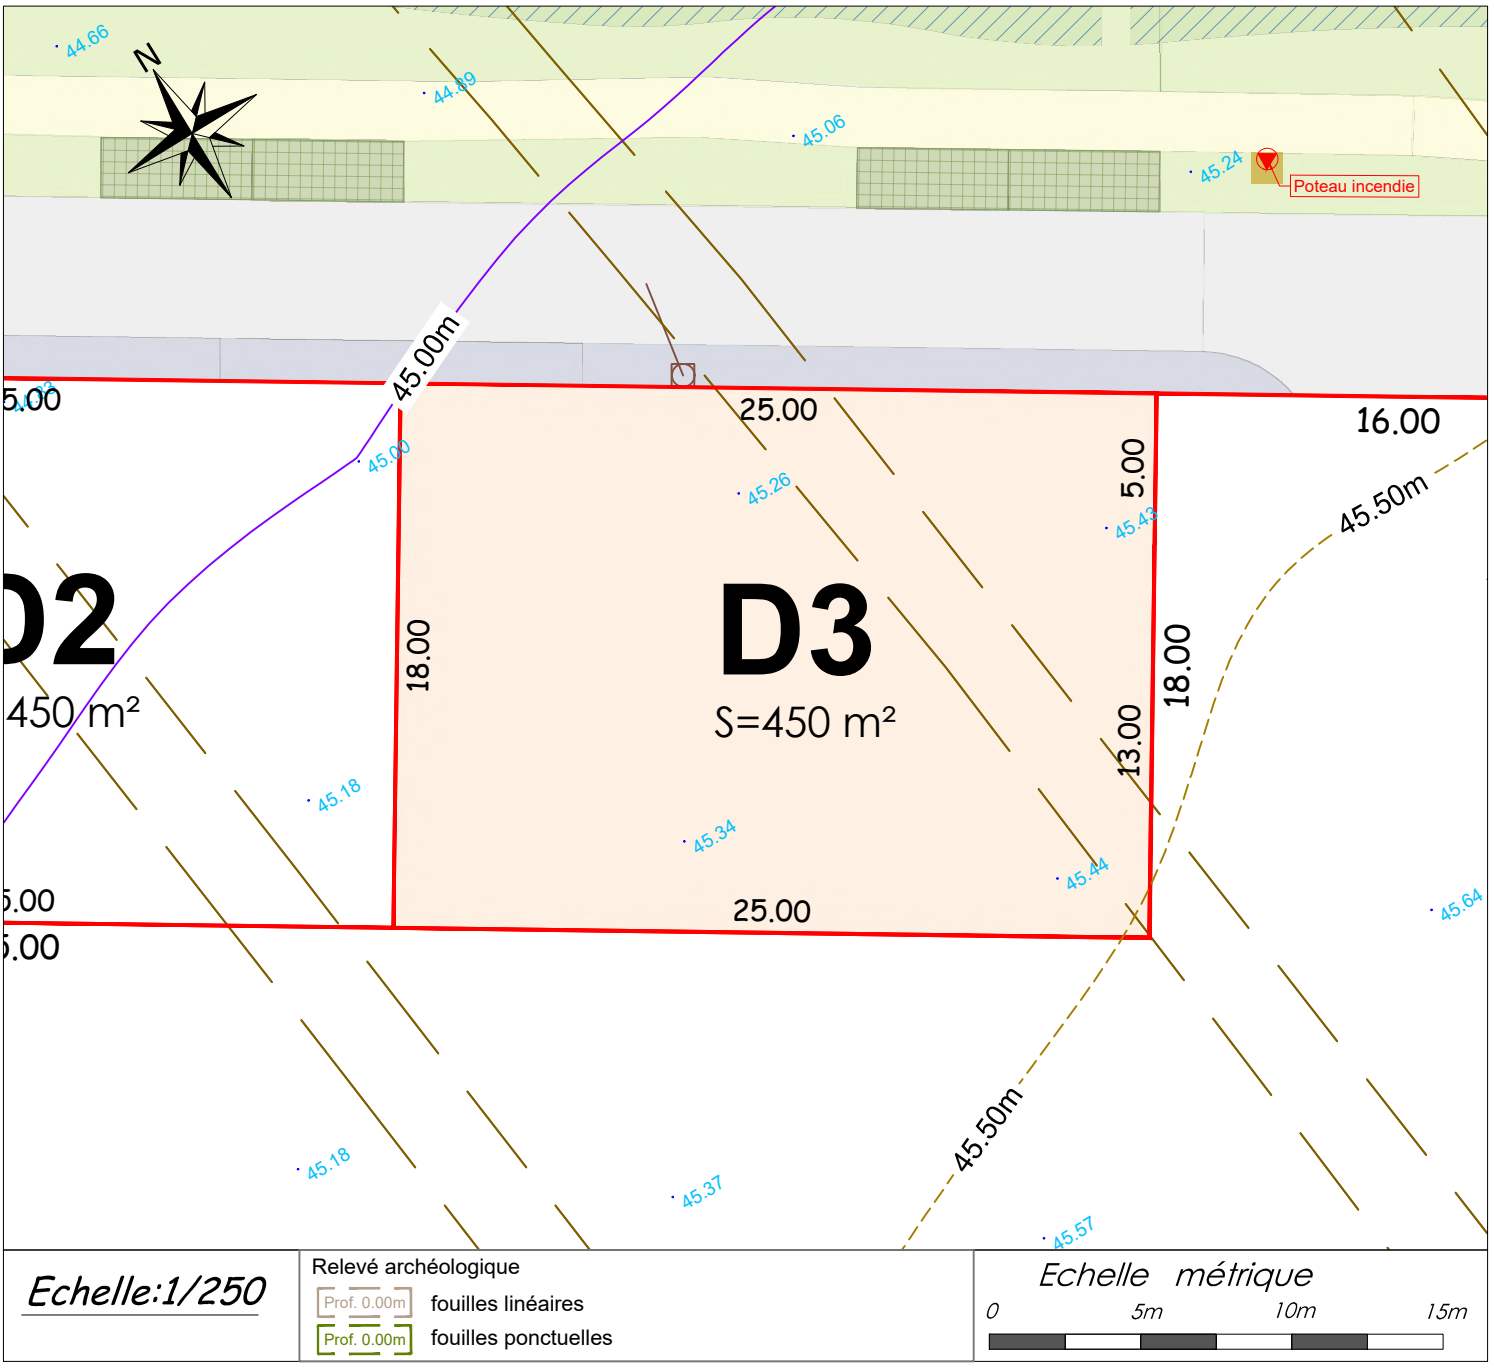 44.66
N
44.89
45.06
45.24
Poteau incendie
45.00m
5.00
44.83
25.00
16.00
45.00
5.00
45.26
45.43
45.50m
D2
450 m²
18.00
D3
S=450 m²
18.00
13.00
45.18
45.34
45.44
45.64
5.00
25.00
5.00
45.50m
45.18
45.37
45.57
Echelle:1/250
Relevé archéologique
Prof. 0.00m fouilles linéaires
Prof. 0.00m fouilles ponctuelles
Echelle métrique
0 5m 10m 15m